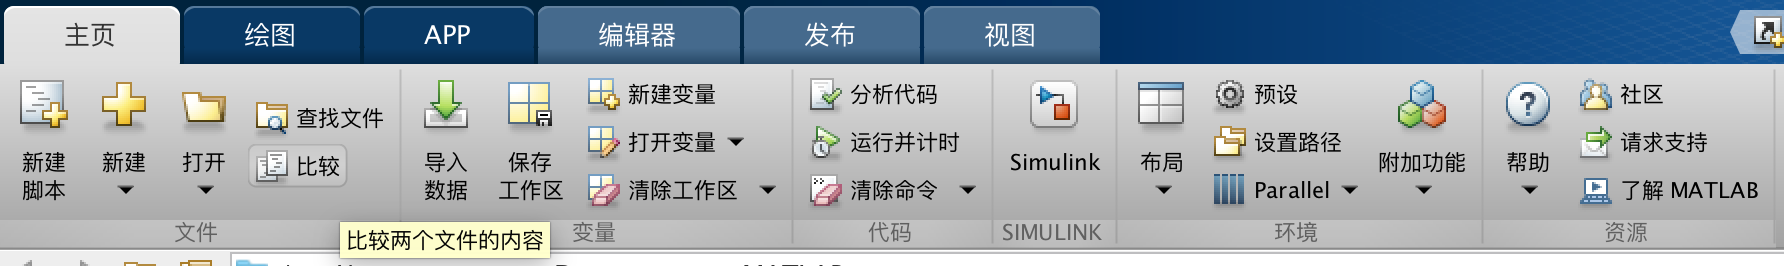 主页 绘图 APP 编辑器 发布 视图
新建脚本
新建
打开
查找文件
比较
导入数据
保存工作区
新建变量
打开变量
清除工作区
分析代码
运行并计时
清除命令
Simulink
布局
预设
设置路径
Parallel
附加功能
帮助
社区
请求支持
了解 MATLAB
文件 变量 代码 SIMULINK 环境 资源
比较两个文件的内容